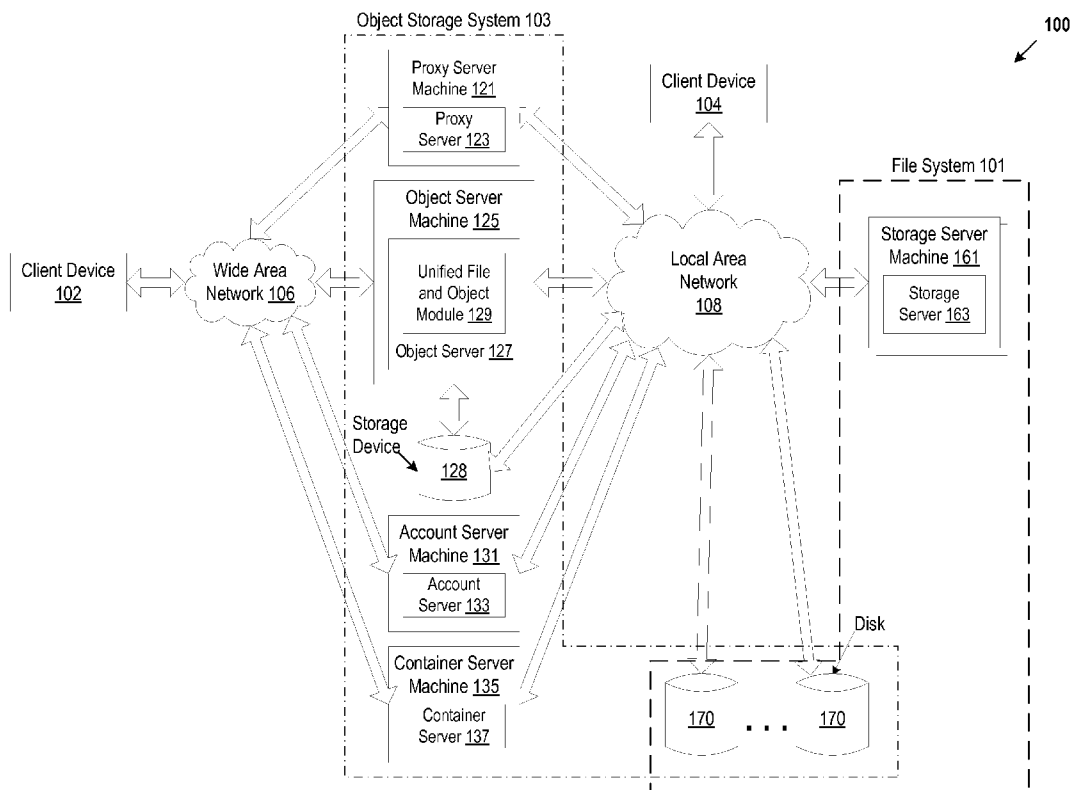 Object Storage System 103
100
Proxy Server
Machine 121
Proxy
Server 123
Client Device
104
File System 101
Object Server
Machine
125
Unified File
and Object
Module 129
Object Server 127
Client Device
102
Wide Area
Network 106
Local Area
Network
108
Storage Server
Machine 161
Storage
Server 163
Storage
Device
128
Account Server
Machine 131
Account
Server 133
Container Server
Machine 135
Container
Server 137
Disk
170
. . .
170